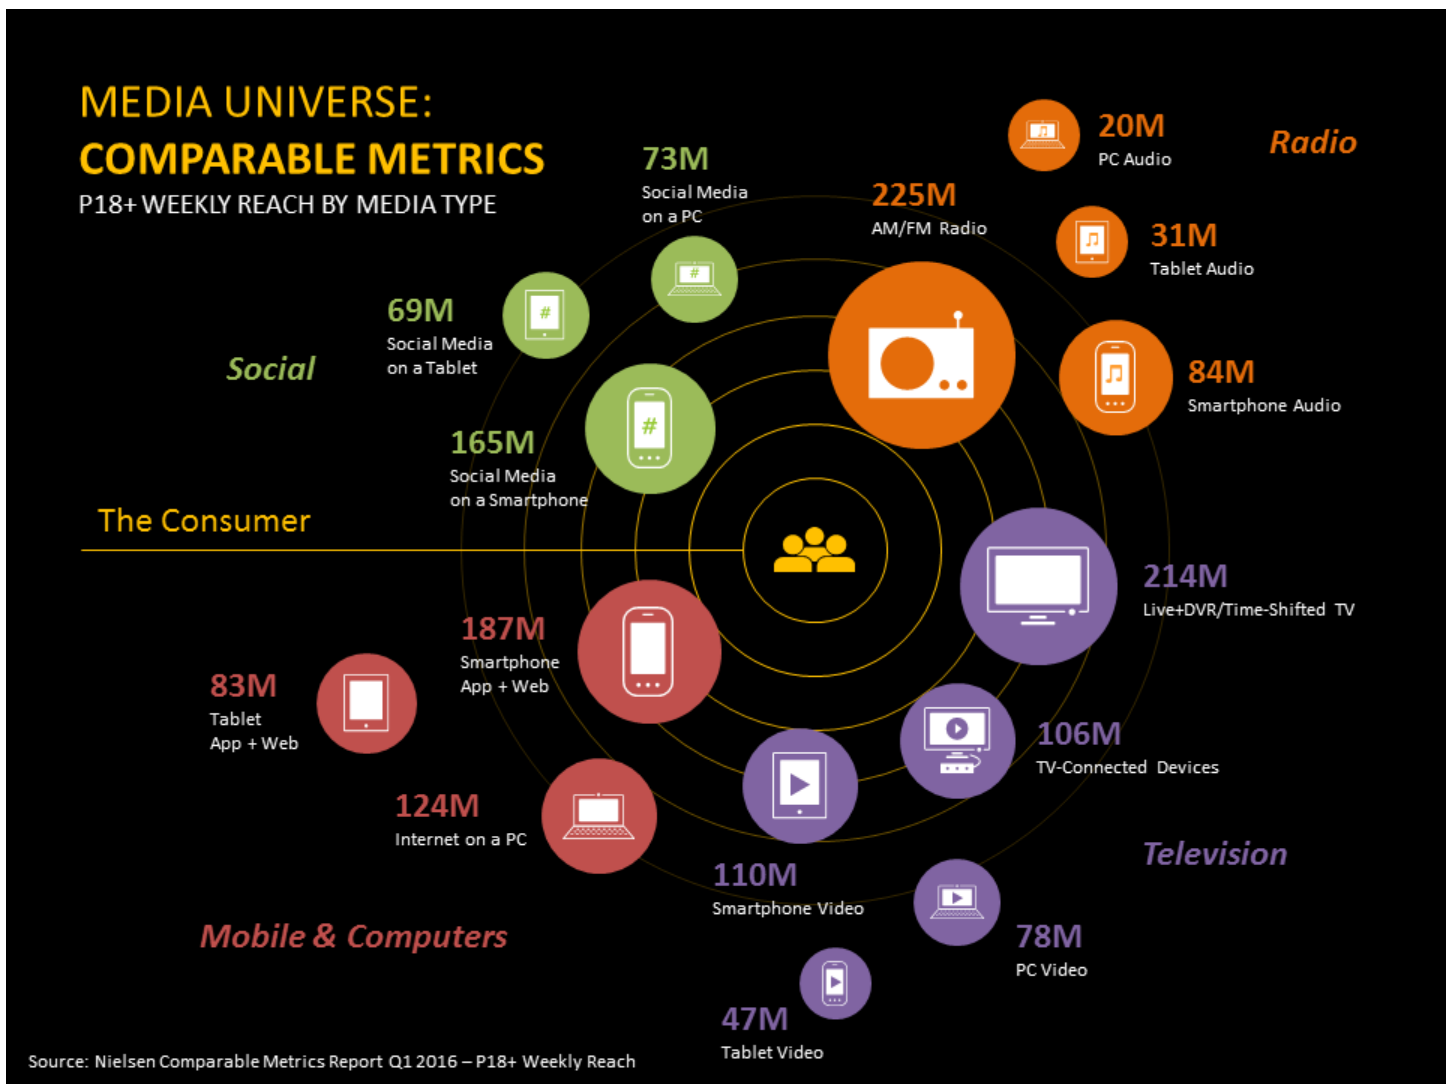 MEDIA UNIVERSE:
COMPARABLE METRICS
P18+ WEEKLY REACH BY MEDIA TYPE
73M
Social Media
on a PC
#
69M
Social Media
on a Tablet
#
Social
165M
Social Media
on a Smartphone
#
225M
AM/FM Radio
20M
PC Audio
Radio
31M
Tablet Audio
84M
Smartphone Audio
The Consumer
214M
Live+DVR/Time-Shifted TV
187M
Smartphone
App + Web
83M
Tablet
App + Web
124M
Internet on a PC
Mobile & Computers
106M
TV-Connected Devices
Television
110M
Smartphone Video
78M
PC Video
47M
Tablet Video
Source: Nielsen Comparable Metrics Report Q1 2016 – P18+ Weekly Reach